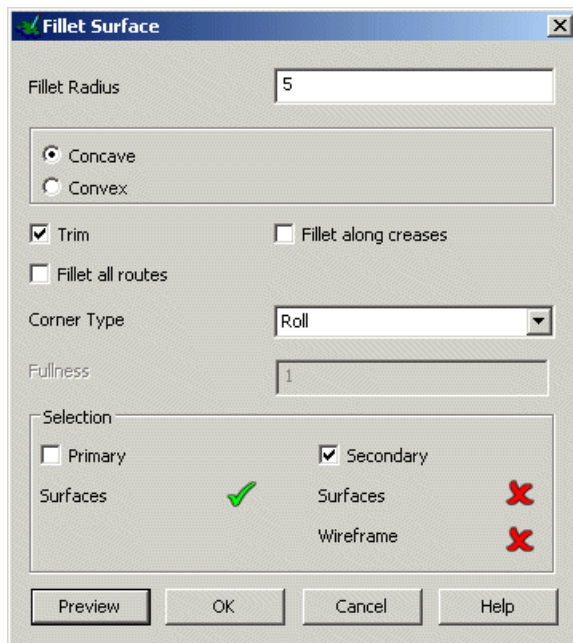 Fillet Surface
Fillet Radius 5
Concave
Convex
Trim Fillet along creases
Fillet all routes
Corner Type Roll
Fullness 1
Selection
Primary Secondary
Surfaces Surfaces
Wireframe
Preview OK Cancel Help